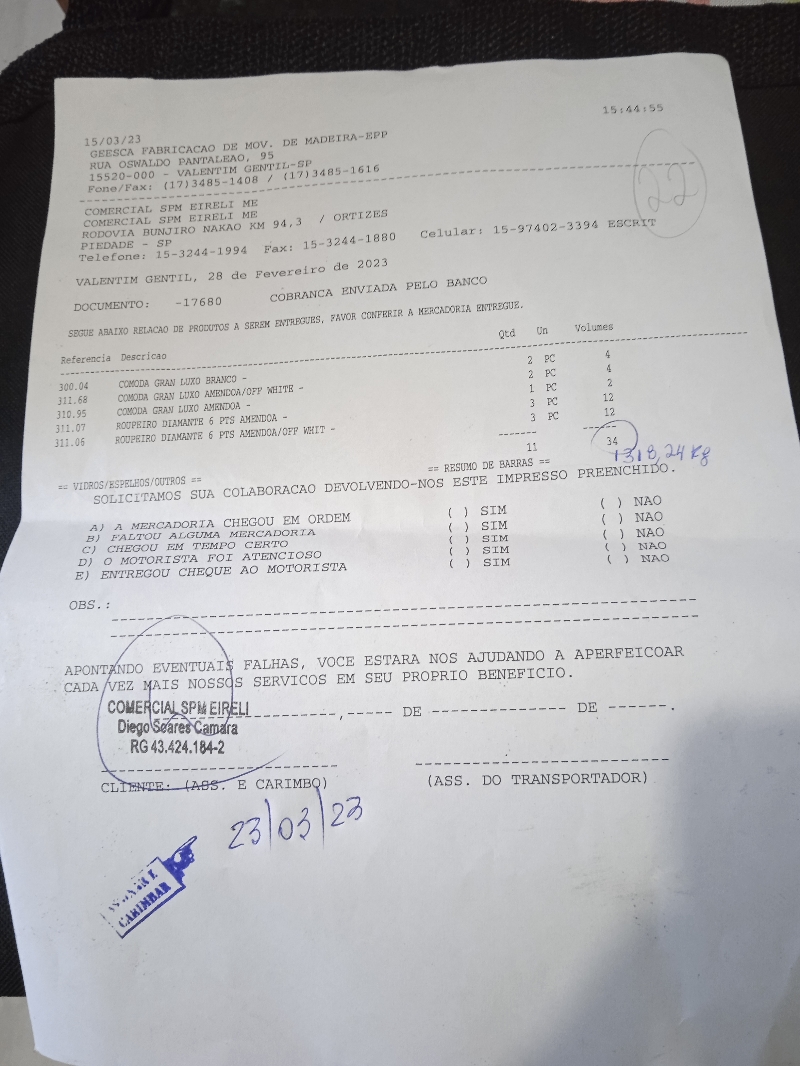 15:44:55
15/03/23
GEESCA FABRICACAO DE MOV. DE MADEIRA-EPP
RUA OSWALDO PANTALEAO, 95
15520-000 - VALENTIM GENTIL-SP
Fone/Fax: (17)3485-1408 / (17)3485-1616
22
COMERCIAL SPM EIRELI ME
COMERCIAL SPM EIRELI ME
RODOVIA BUNJIRO NAKAO KM 94,3 / ORTIZES
PIEDADE - SP
Telefone: 15-3244-1994 Fax: 15-3244-1880 Celular: 15-97402-3394 ESCRIT
VALENTIM GENTIL, 28 de Fevereiro de 2023
DOCUMENTO: -17680 COBRANCA ENVIADA PELO BANCO
SEGUE ABAIXO RELACAO DE PRODUTOS A SEREM ENTREGUES, FAVOR CONFERIR A MERCADORIA ENTREGUE.
Referencia Descricao Qtd Un Volumes
300.04 COMODA GRAN LUXO BRANCO - 2 PC 4
311.68 COMODA GRAN LUXO AMENDOA/OFF WHITE - 2 PC 4
310.95 COMODA GRAN LUXO AMENDOA - 1 PC 2
311.07 ROUPEIRO DIAMANTE 6 PTS AMENDOA - 3 PC 12
311.06 ROUPEIRO DIAMANTE 6 PTS AMENDOA/OFF WHIT - 3 PC 12
11 34
1318,24 Kg
== VIDROS/ESPELHOS/OUTROS == == RESUMO DE BARRAS ==
SOLICITAMOS SUA COLABORACAO DEVOLVENDO-NOS ESTE IMPRESSO PREENCHIDO.
A) A MERCADORIA CHEGOU EM ORDEM ( ) SIM ( ) NAO
B) FALTOU ALGUMA MERCADORIA ( ) SIM ( ) NAO
C) CHEGOU EM TEMPO CERTO ( ) SIM ( ) NAO
D) O MOTORISTA FOI ATENCIOSO ( ) SIM ( ) NAO
E) ENTREGOU CHEQUE AO MOTORISTA ( ) SIM ( ) NAO
OBS.:
APONTANDO EVENTUAIS FALHAS, VOCE ESTARA NOS AJUDANDO A APERFEICOAR
CADA VEZ MAIS NOSSOS SERVICOS EM SEU PROPRIO BENEFICIO.
COMERCIAL SPM EIRELI
Diego Soares Camara
RG 43.424.184-2
,----- DE -------------- DE ------.
CLIENTE: (ASS. E CARIMBO) (ASS. DO TRANSPORTADOR)
23/03/23
CARIMBAR